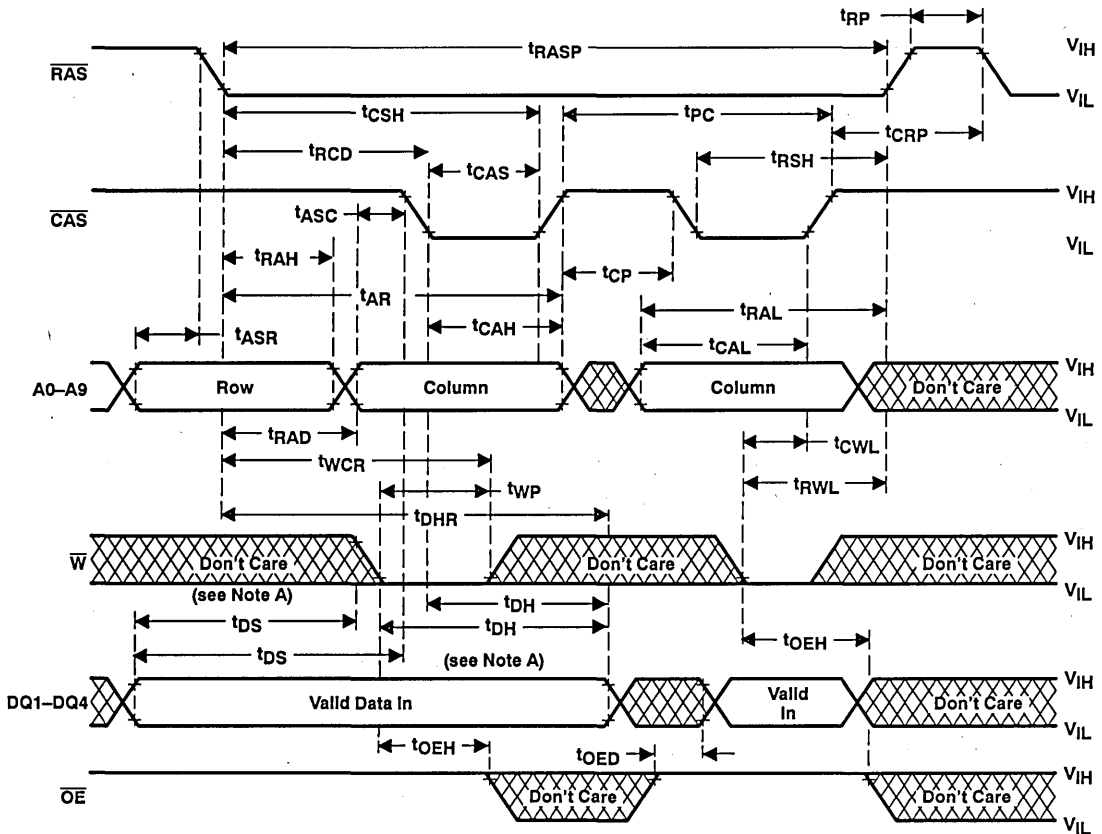 tRP
tRASP
VIH
RAS
VIL
tCSH
tPC
tCRP
tRCD
tRSH
tCAS
VIH
CAS
tASC
VIL
tRAH
tCP
tAR
tRAL
tCAH
tASR
tCAL
VIH
A0–A9
Row
Column
Column
Don't Care
VIL
tRAD
tCWL
tWCR
tWP
tRWL
tDHR
VIH
W
Don't Care
Don't Care
Don't Care
VIL
(see Note A)
tDH
tDS
tDH
tOEH
tDS
(see Note A)
VIH
DQ1–DQ4
Valid Data In
Valid
In
Don't Care
VIL
tOEH
tOED
VIH
OE
Don't Care
Don't Care
VIL